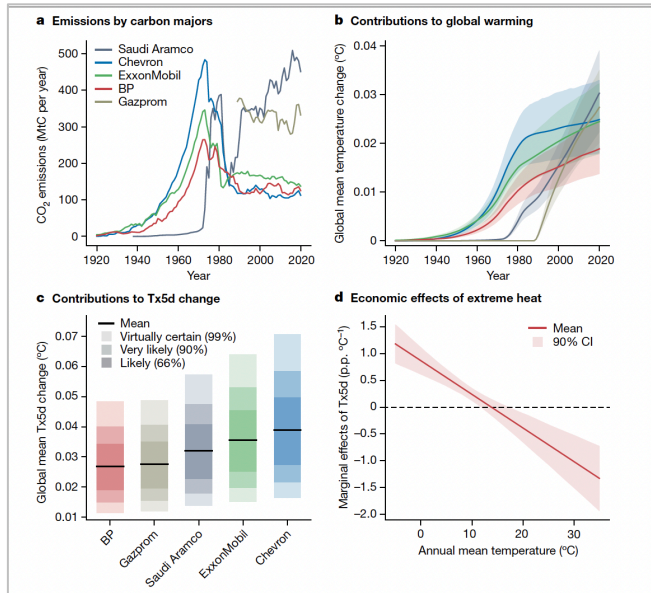 a Emissions by carbon majors
CO2 emissions (MtC per year)
500
400
300
200
100
0
Saudi Aramco
Chevron
ExxonMobil
BP
Gazprom
1920 1940 1960 1980 2000 2020
Year
b Contributions to global warming
Global mean temperature change (°C)
0.04
0.03
0.02
0.01
0
1920 1940 1960 1980 2000 2020
Year
c Contributions to Tx5d change
Global mean Tx5d change (°C)
0.07
0.06
0.05
0.04
0.03
0.02
0.01
Mean
Virtually certain (99%)
Very likely (90%)
Likely (66%)
BP
Gazprom
Saudi Aramco
ExxonMobil
Chevron
d Economic effects of extreme heat
Marginal effects of Tx5d (p.p. °C−1)
1.5
1.0
0.5
0
−0.5
−1.0
−1.5
−2.0
Mean
90% CI
0 10 20 30
Annual mean temperature (°C)